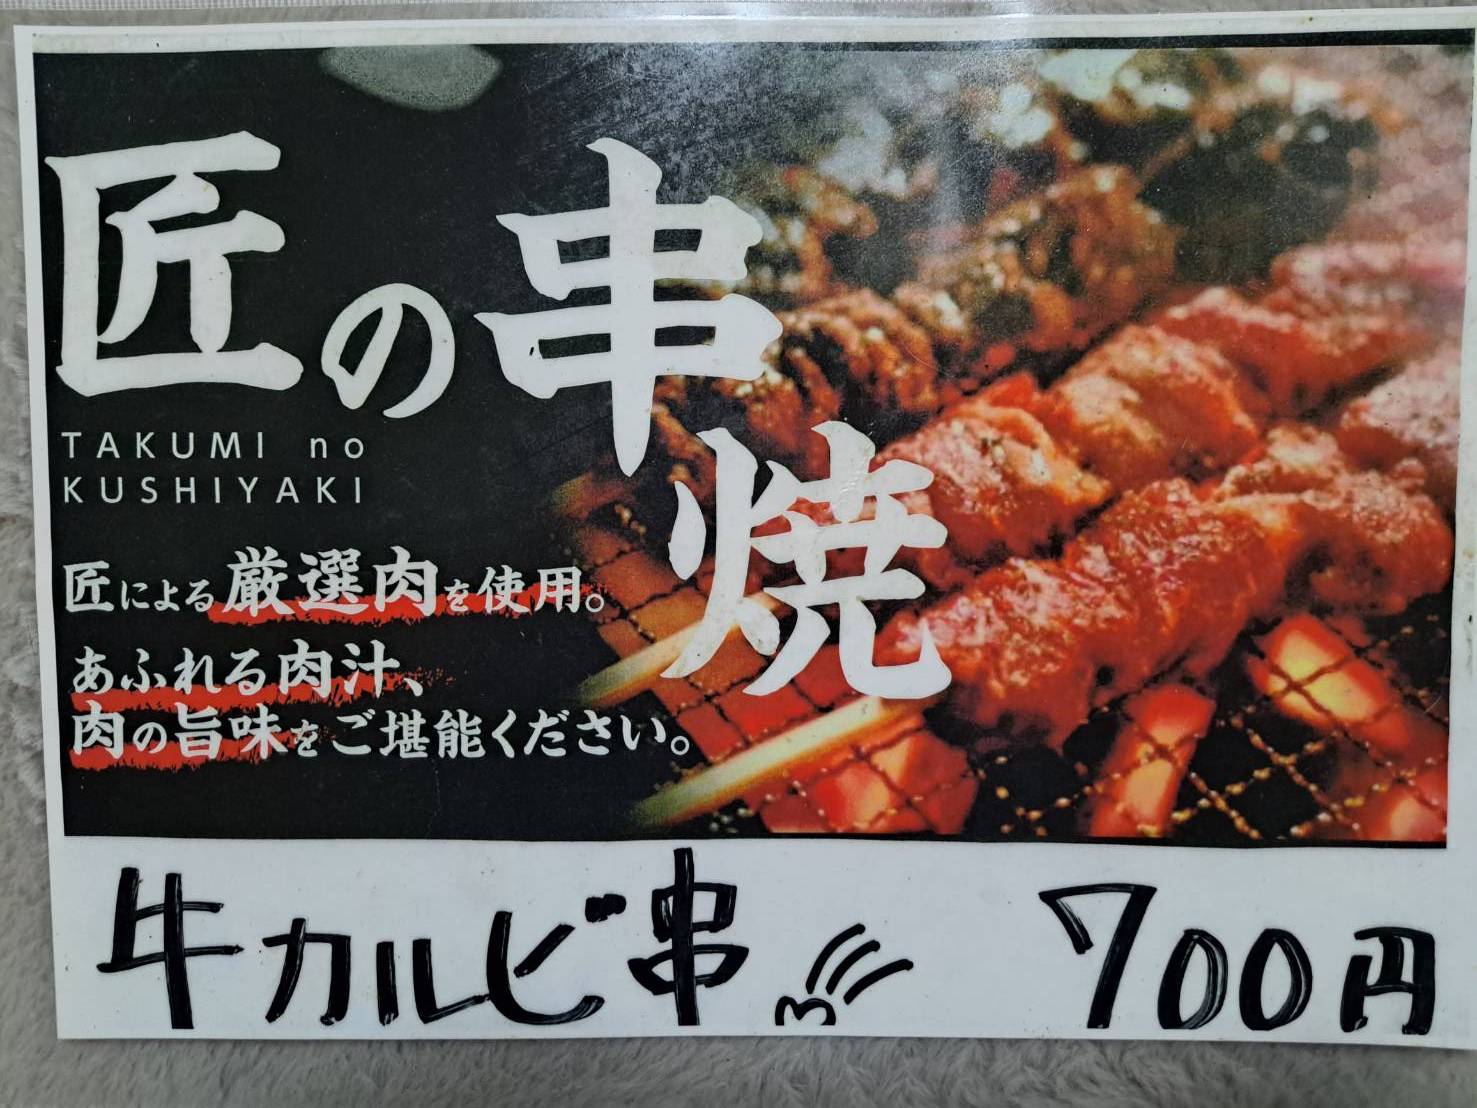 匠の串焼
TAKUMI no
KUSHIYAKI
匠による厳選肉を使用。
あふれる肉汁、
肉の旨味をご堪能ください。
牛カルビ串 700円